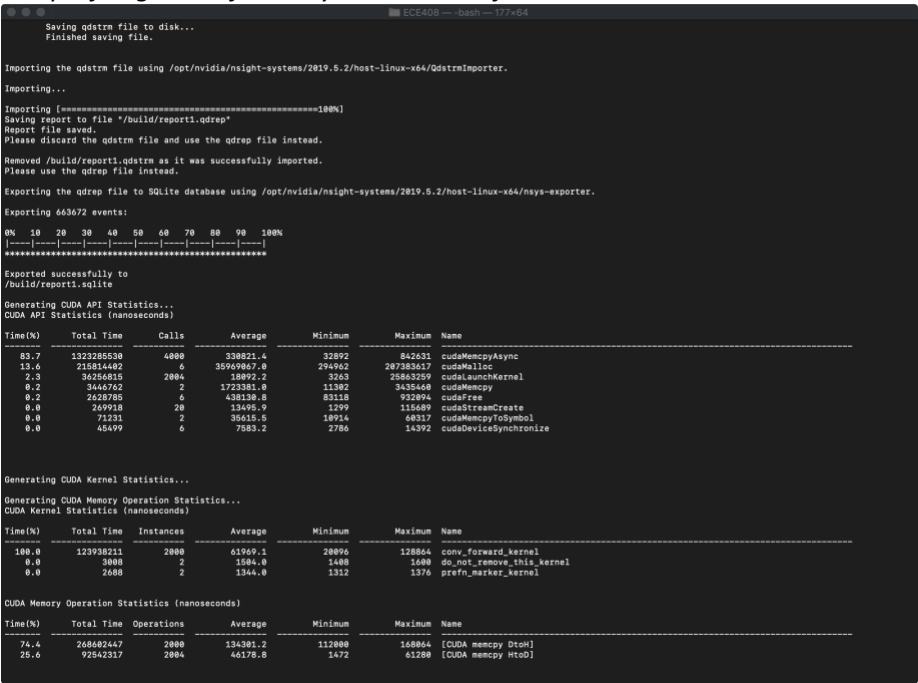 ECE408 — -bash — 177×64
Saving qdstrm file to disk...
Finished saving file.
Importing the qdstrm file using /opt/nvidia/nsight-systems/2019.5.2/host-linux-x64/QdstrmImporter.
Importing...
Importing [==================================================100%]
Saving report to file "/build/report1.qdrep"
Report file saved.
Please discard the qdstrm file and use the qdrep file instead.
Removed /build/report1.qdstrm as it was successfully imported.
Please use the qdrep file instead.
Exporting the qdrep file to SQLite database using /opt/nvidia/nsight-systems/2019.5.2/host-linux-x64/nsys-exporter.
Exporting 663672 events:
0% 10 20 30 40 50 60 70 80 90 100%
|----|----|----|----|----|----|----|----|----|----|
***************************************************
Exported successfully to
/build/report1.sqlite
Generating CUDA API Statistics...
CUDA API Statistics (nanoseconds)
Time(%) Total Time Calls Average Minimum Maximum Name
83.7 1323285530 4000 330821.4 32892 842631 cudaMemcpyAsync
13.6 215814402 6 35969067.0 294962 207383617 cudaMalloc
2.3 36256815 2004 18092.2 3263 25863259 cudaLaunchKernel
0.2 3446762 2 1723381.0 11302 3435460 cudaMemcpy
0.2 2628785 6 438130.8 83118 932094 cudaFree
0.0 269918 20 13495.9 1299 115689 cudaStreamCreate
0.0 71231 2 35615.5 10914 60317 cudaMemcpyToSymbol
0.0 45499 6 7583.2 2786 14392 cudaDeviceSynchronize
Generating CUDA Kernel Statistics...
Generating CUDA Memory Operation Statistics...
CUDA Kernel Statistics (nanoseconds)
Time(%) Total Time Instances Average Minimum Maximum Name
100.0 123938211 2000 61969.1 20096 128864 conv_forward_kernel
0.0 3008 2 1504.0 1408 1600 do_not_remove_this_kernel
0.0 2688 2 1344.0 1312 1376 prefn_marker_kernel
CUDA Memory Operation Statistics (nanoseconds)
Time(%) Total Time Operations Average Minimum Maximum Name
74.4 268602447 2000 134301.2 112000 168064 [CUDA memcpy DtoH]
25.6 92542317 2004 46178.8 1472 61280 [CUDA memcpy HtoD]